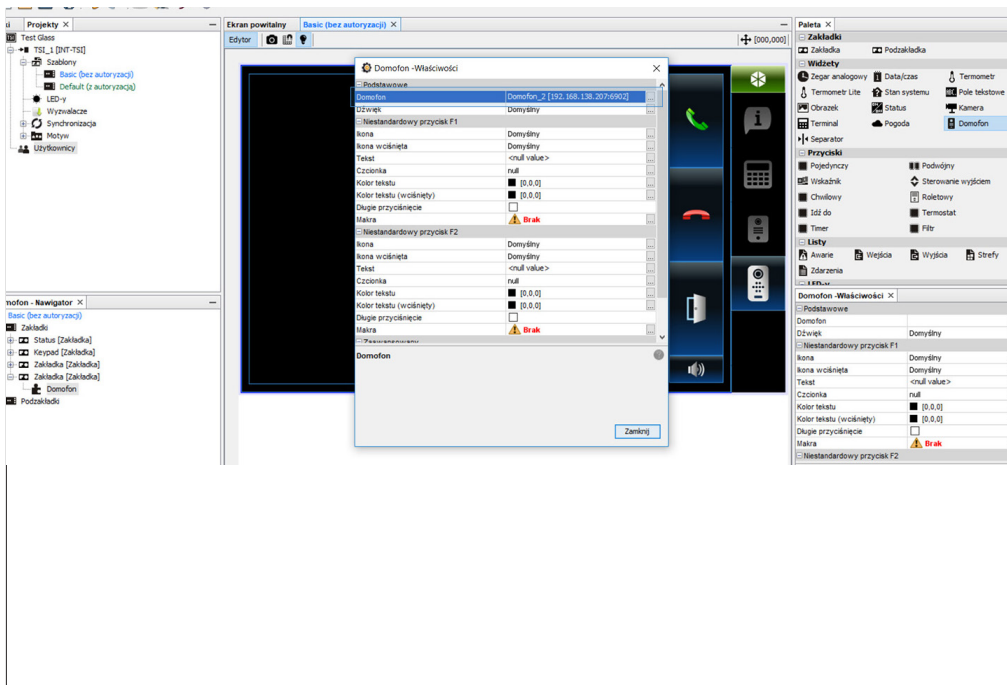 Projekty
Test Glass
TSI_1 [INT-TSI]
Szablony
Basic (bez autoryzacji)
Default (z autoryzacją)
LED-y
Wyzwalacze
Synchronizacja
Motyw
Użytkownicy
Ekran powitalny
Basic (bez autoryzacji)
Edytor
[000,000]
Domofon -Właściwości
Podstawowe
Domofon Domofon_2 [192.168.138.207:6902] ...
Dźwięk Domyślny
Niestandardowy przycisk F1
Ikona Domyślny
Ikona wciśnięta Domyślny
Tekst <null value>
Czcionka null
Kolor tekstu [0,0,0]
Kolor tekstu (wciśnięty) [0,0,0]
Długie przyciśnięcie
Makra Brak
Niestandardowy przycisk F2
Ikona Domyślny
Ikona wciśnięta Domyślny
Tekst <null value>
Czcionka null
Kolor tekstu [0,0,0]
Kolor tekstu (wciśnięty) [0,0,0]
Długie przyciśnięcie
Makra Brak
Zaawansowany
Domofon
Zamknij
Paleta
Zakładki
Zakładka Podzakładka
Widżety
Zegar analogowy Data/czas Termometr
Termometr Lite Stan systemu Pole tekstowe
Obrazek Status Kamera
Terminal Pogoda Domofon
Separator
Przyciski
Pojedynczy Podwójny
Wskaźnik Sterowanie wyjściem
Chwilowy Roletowy
Idź do Termostat
Timer Filtr
Listy
Awarie Wejścia Wyjścia Strefy
Zdarzenia
LED-y
Domofon -Właściwości
Podstawowe
Domofon
Dźwięk Domyślny
Niestandardowy przycisk F1
Ikona Domyślny
Ikona wciśnięta Domyślny
Tekst <null value>
Czcionka null
Kolor tekstu [0,0,0]
Kolor tekstu (wciśnięty) [0,0,0]
Długie przyciśnięcie
Makra Brak
Niestandardowy przycisk F2
mofon - Nawigator
Basic (bez autoryzacji)
Zakładki
Status [Zakładka]
Keypad [Zakładka]
Zakładka [Zakładka]
Zakładka [Zakładka]
Domofon
Podzakładki